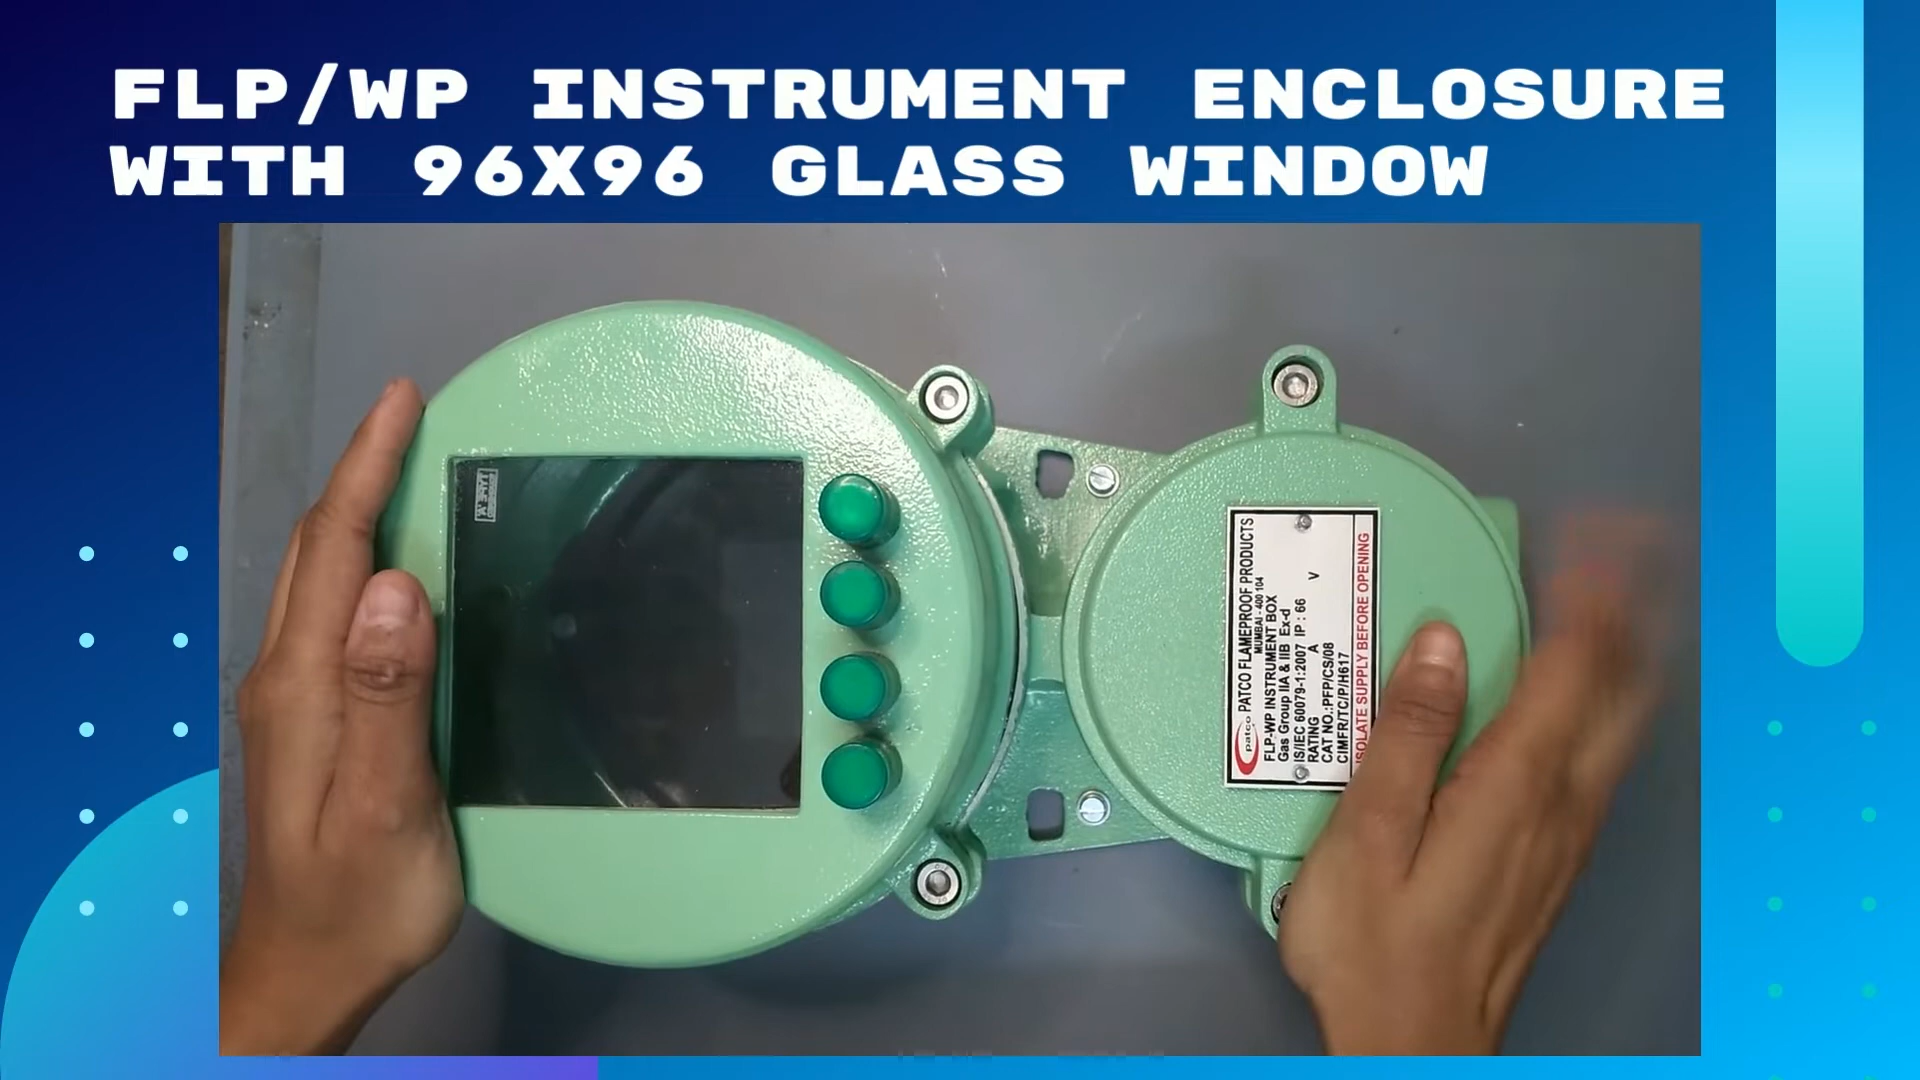 FLP/WP INSTRUMENT ENCLOSURE
WITH 96X96 GLASS WINDOW
patco
PATCO FLAMEPROOF PRODUCTS
MUMBAI - 400 104
FLP-WP INSTRUMENT BOX
Gas Group IIA & IIB Ex-d
IS/IEC 60079-1:2007 IP : 66
RATING A V
CAT NO.:PFP/CS/08
CIMFR/TC/P/H617
ISOLATE SUPPLY BEFORE OPENING